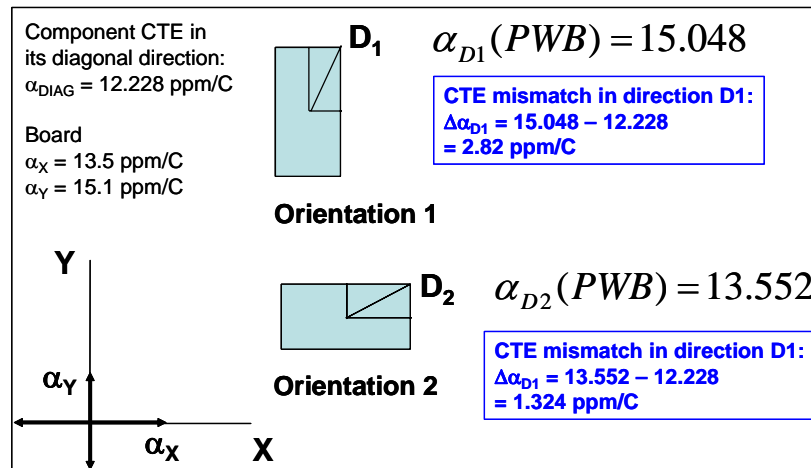 Component CTE in
its diagonal direction:
αDIAG = 12.228 ppm/C
Board
αX = 13.5 ppm/C
αY = 15.1 ppm/C
D1
αD1(PWB) = 15.048
CTE mismatch in direction D1:
ΔαD1 = 15.048 – 12.228
= 2.82 ppm/C
Orientation 1
Y
αY
αX
X
D2
αD2(PWB) = 13.552
CTE mismatch in direction D1:
ΔαD1 = 13.552 – 12.228
= 1.324 ppm/C
Orientation 2